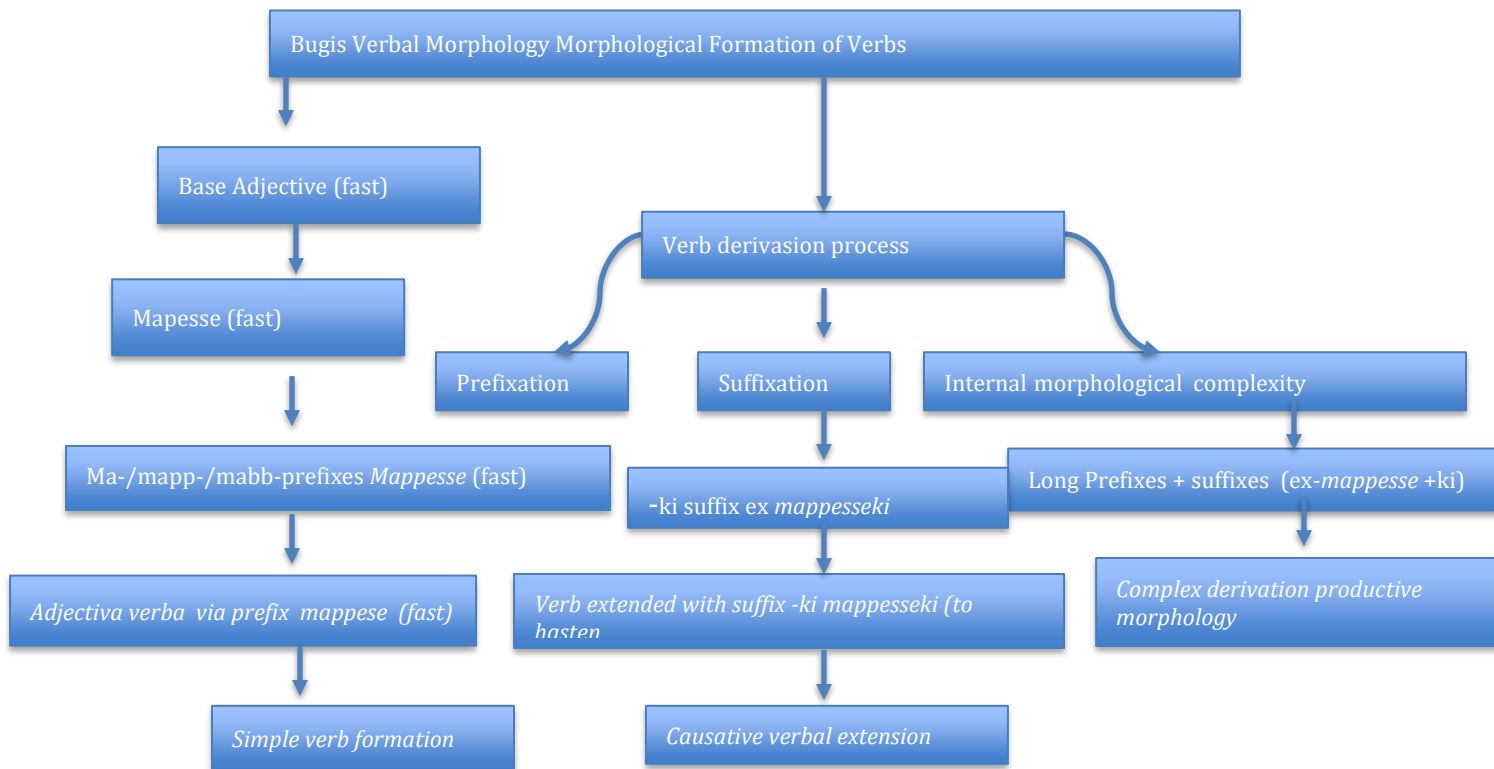 Bugis Verbal Morphology Morphological Formation of Verbs
Base Adjective (fast)
Verb derivasion process
Mapesse (fast)
Prefixation
Suffixation
Internal morphological complexity
Ma-/mapp-/mabb-prefixes Mappesse (fast)
-ki suffix ex mappesseki
Long Prefixes + suffixes (ex-mappesse +ki)
Adjectiva verba via prefix mappese (fast)
Verb extended with suffix -ki mappesseki (to
hasten
Complex derivation productive
morphology
Simple verb formation
Causative verbal extension